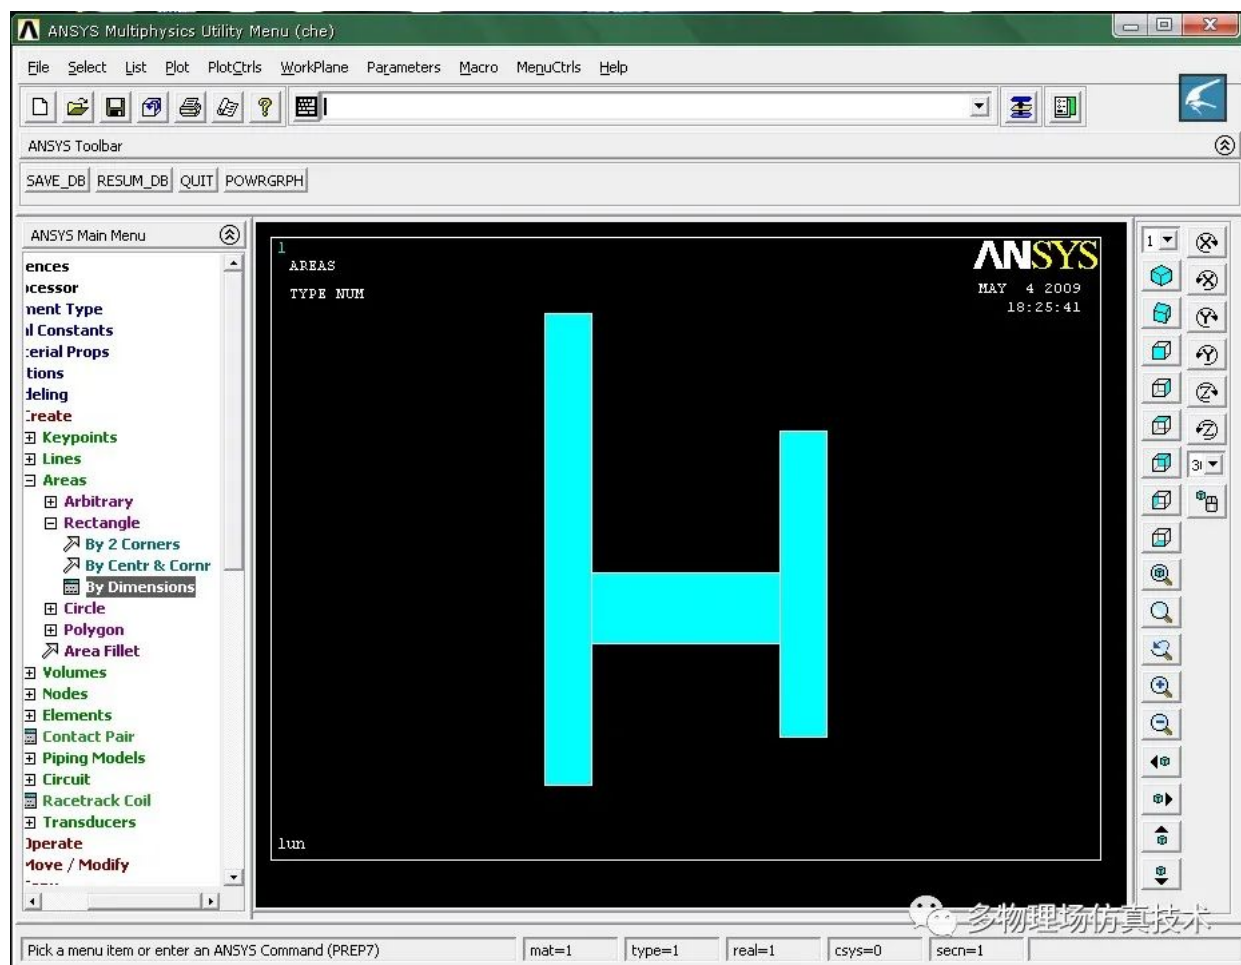 ANSYS Multiphysics Utility Menu (che)
File Select List Plot PlotCtrls WorkPlane Parameters Macro MenuCtrls Help
ANSYS Toolbar
SAVE_DB RESUM_DB QUIT POWRGRPH
ANSYS Main Menu
ences
cessor
ment Type
l Constants
erial Props
tions
deling
Create
Keypoints
Lines
Areas
Arbitrary
Rectangle
By 2 Corners
By Centr & Cornr
By Dimensions
Circle
Polygon
Area Fillet
Volumes
Nodes
Elements
Contact Pair
Piping Models
Circuit
Racetrack Coil
Transducers
Operate
Move / Modify
1
AREAS
TYPE NUM
ANSYS
MAY 4 2009
18:25:41
lun
1
多物理场仿真技术
Pick a menu item or enter an ANSYS Command (PREP7) mat=1 type=1 real=1 csys=0 secn=1